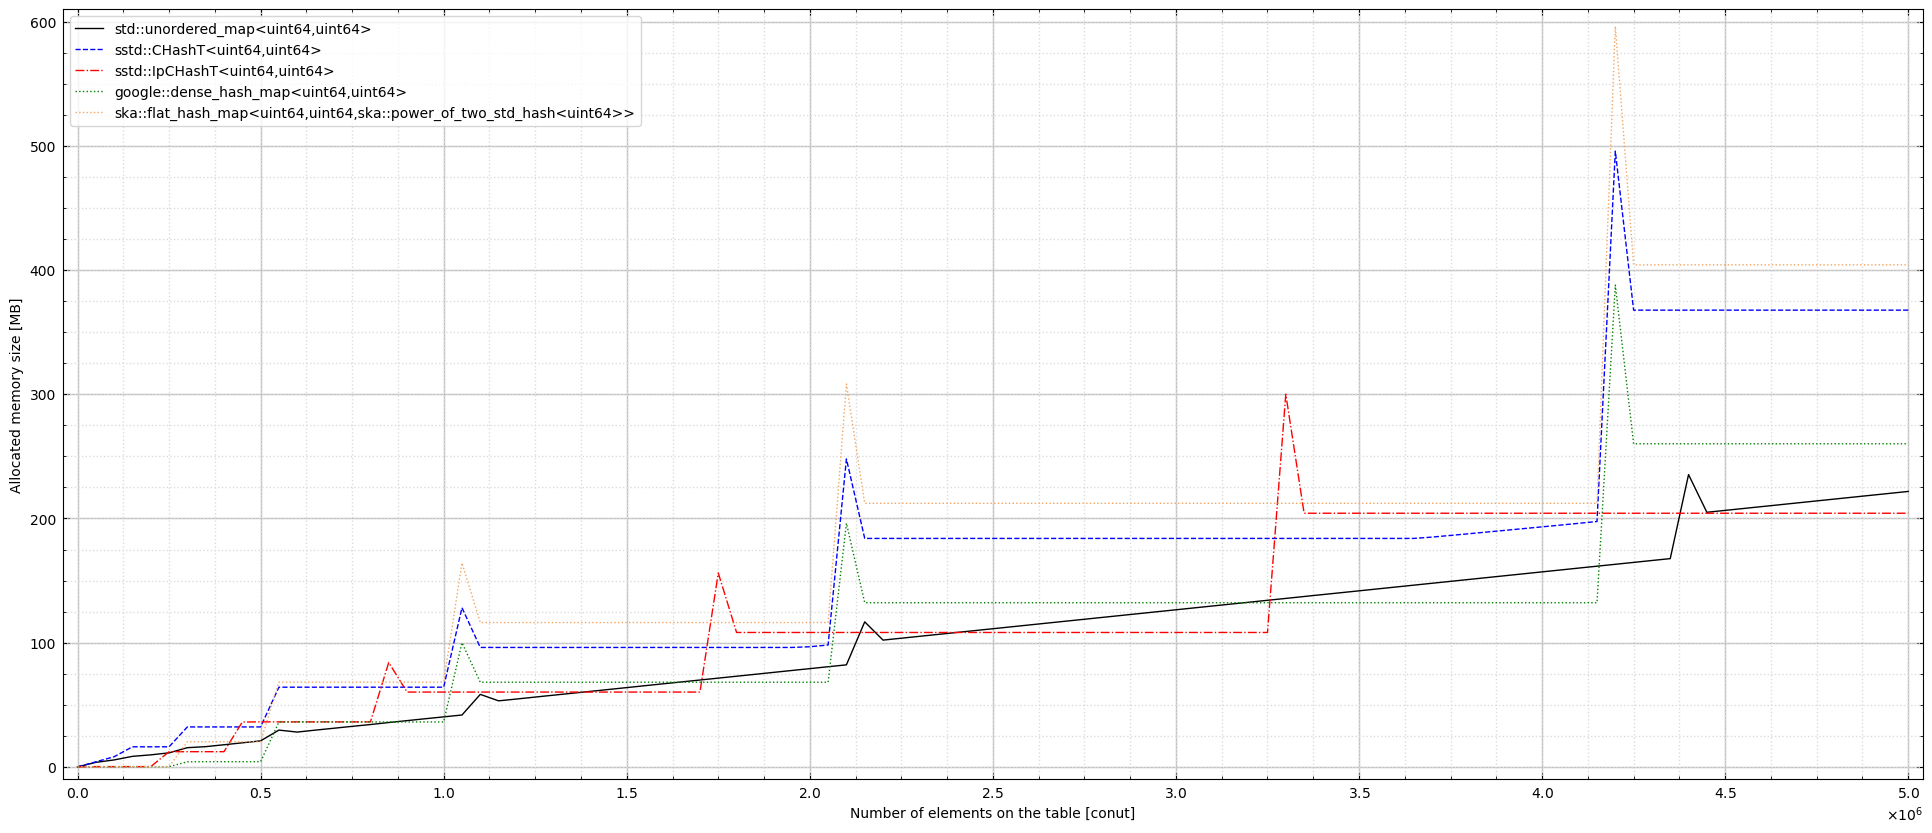 std::unordered_map<uint64,uint64>
sstd::CHashT<uint64,uint64>
sstd::IpCHashT<uint64,uint64>
google::dense_hash_map<uint64,uint64>
ska::flat_hash_map<uint64,uint64,ska::power_of_two_std_hash<uint64>>
Allocated memory size [MB]
600
500
400
300
200
100
0
0.0 0.5 1.0 1.5 2.0 2.5 3.0 3.5 4.0 4.5 5.0
×10⁶
Number of elements on the table [conut]